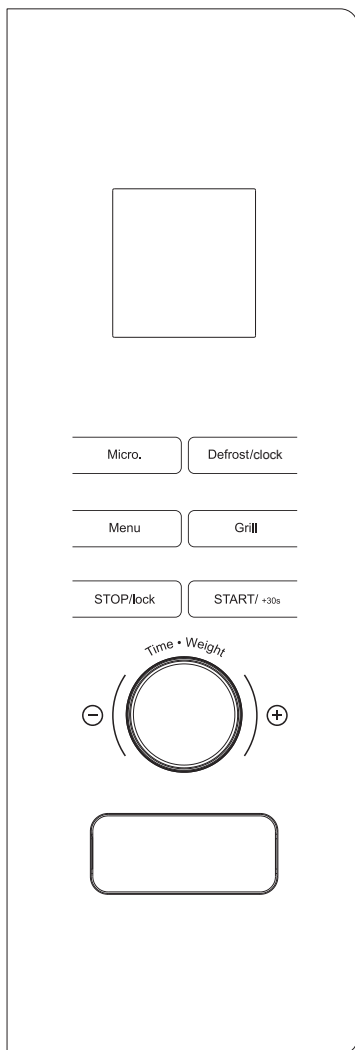 Micro. Defrost/clock
Menu Grill
STOP/lock START/ +30s
Time • Weight
− +